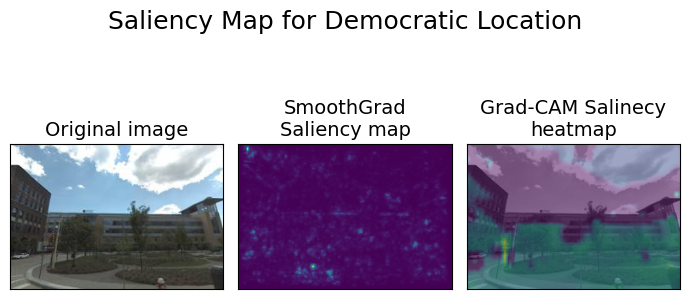 Saliency Map for Democratic Location
Original image
SmoothGrad
Saliency map
Grad-CAM Salinecy
heatmap